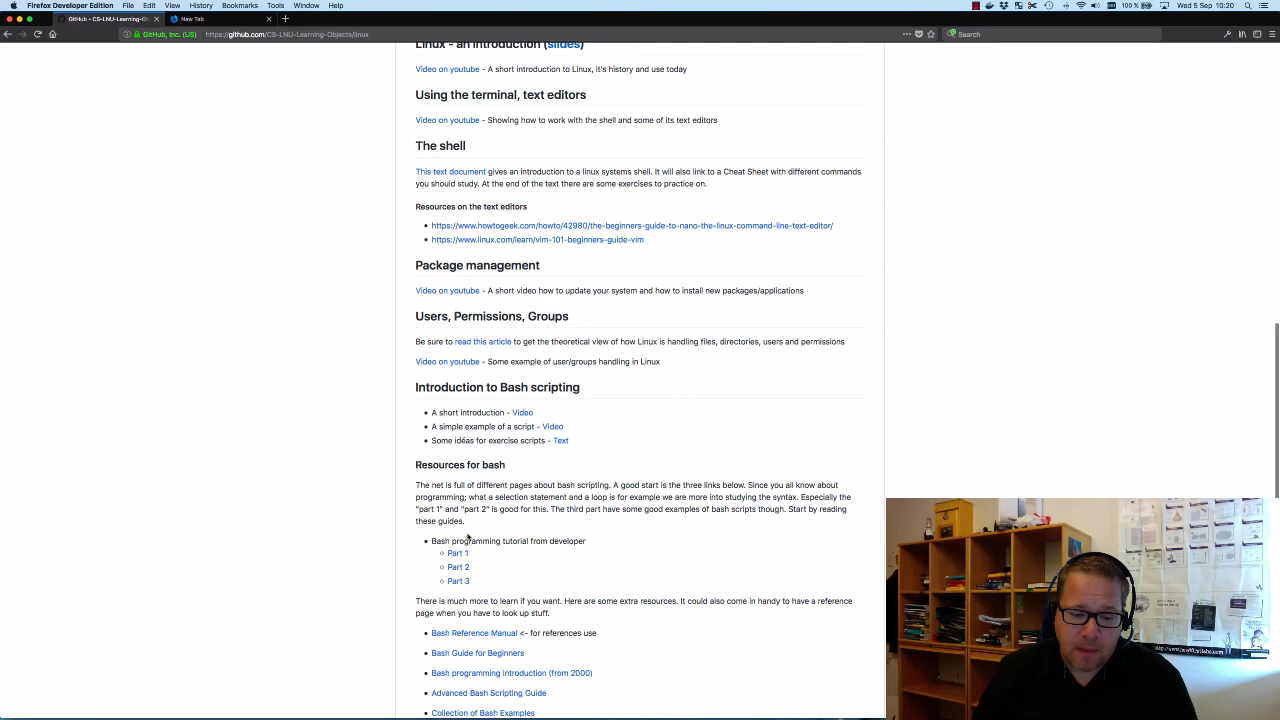 Firefox Developer Edition File Edit View History Bookmarks Tools Window Help
100 % Wed 5 Sep 10:20
GitHub - CS-LNU-Learning-Obj
New Tab
GitHub, Inc. (US) https://github.com/CS-LNU-Learning-Objects/linux
Search
Linux - an introduction (slides)
Video on youtube - A short introduction to Linux, it's history and use today
Using the terminal, text editors
Video on youtube - Showing how to work with the shell and some of its text editors
The shell
This text document gives an introduction to a linux systems shell. It will also link to a Cheat Sheet with different commands
you should study. At the end of the text there are some exercises to practice on.
Resources on the text editors
https://www.howtogeek.com/howto/42980/the-beginners-guide-to-nano-the-linux-command-line-text-editor/
https://www.linux.com/learn/vim-101-beginners-guide-vim
Package management
Video on youtube - A short video how to update your system and how to install new packages/applications
Users, Permissions, Groups
Be sure to read this article to get the theoretical view of how Linux is handling files, directories, users and permissions
Video on youtube - Some example of user/groups handling in Linux
Introduction to Bash scripting
A short introduction - Video
A simple example of a script - Video
Some idéas for exercise scripts - Text
Resources for bash
The net is full of different pages about bash scripting. A good start is the three links below. Since you all know about
programming; what a selection statement and a loop is for example we are more into studying the syntax. Especially the
"part 1" and "part 2" is good for this. The third part have some good examples of bash scripts though. Start by reading
these guides.
Bash programming tutorial from developer
Part 1
Part 2
Part 3
There is much more to learn if you want. Here are some extra resources. It could also come in handy to have a reference
page when you have to look up stuff.
Bash Reference Manual <- for references use
Bash Guide for Beginners
Bash programming introduction (from 2000)
Advanced Bash Scripting Guide
Collection of Bash Examples